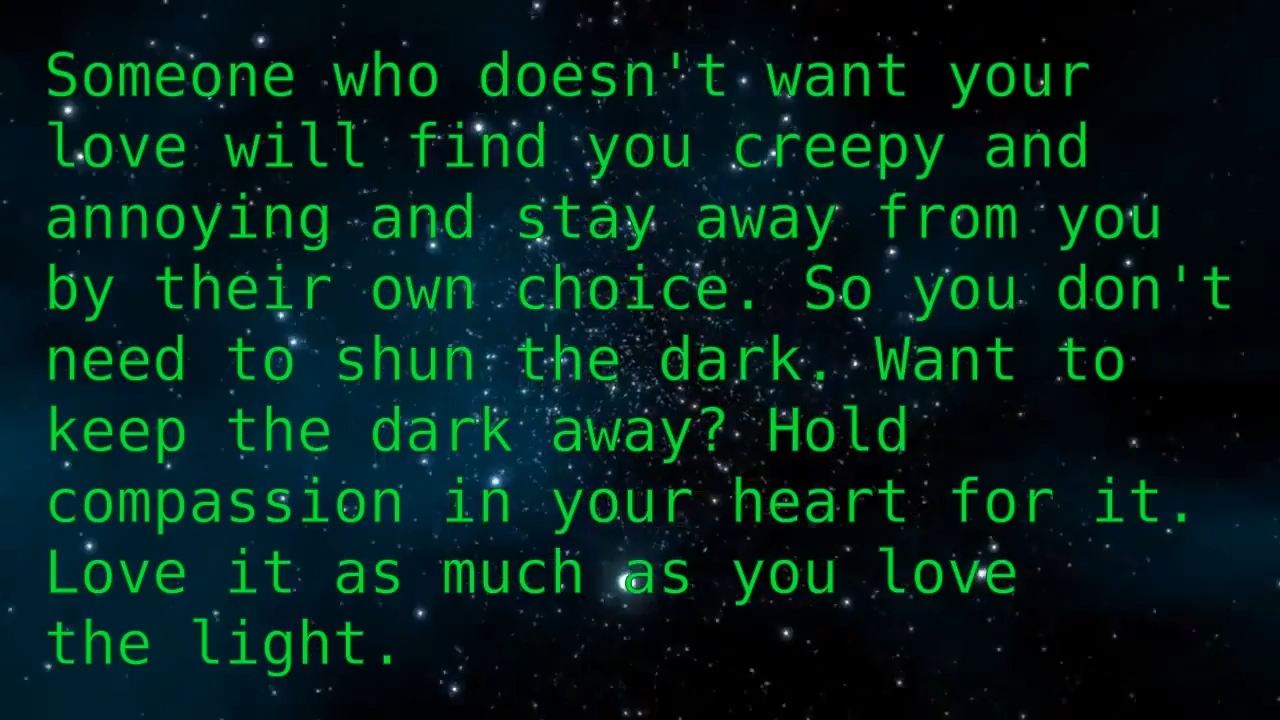 Someone who doesn't want your
love will find you creepy and
annoying and stay away from you
by their own choice. So you don't
need to shun the dark. Want to
keep the dark away? Hold
compassion in your heart for it.
Love it as much as you love
the light.